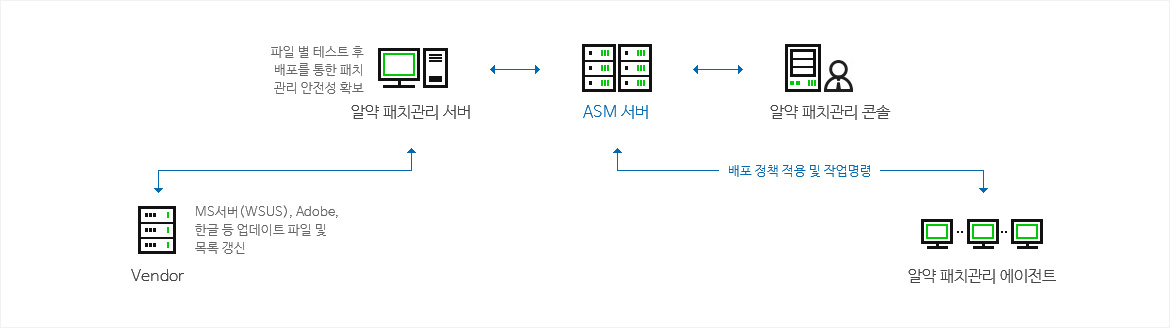 파일 별 테스트 후
배포를 통한 패치
관리 안전성 확보
알약 패치관리 서버
ASM 서버
알약 패치관리 콘솔
배포 정책 적용 및 작업명령
MS서버(WSUS), Adobe,
한글 등 업데이트 파일 및
목록 갱신
Vendor
알약 패치관리 에이전트